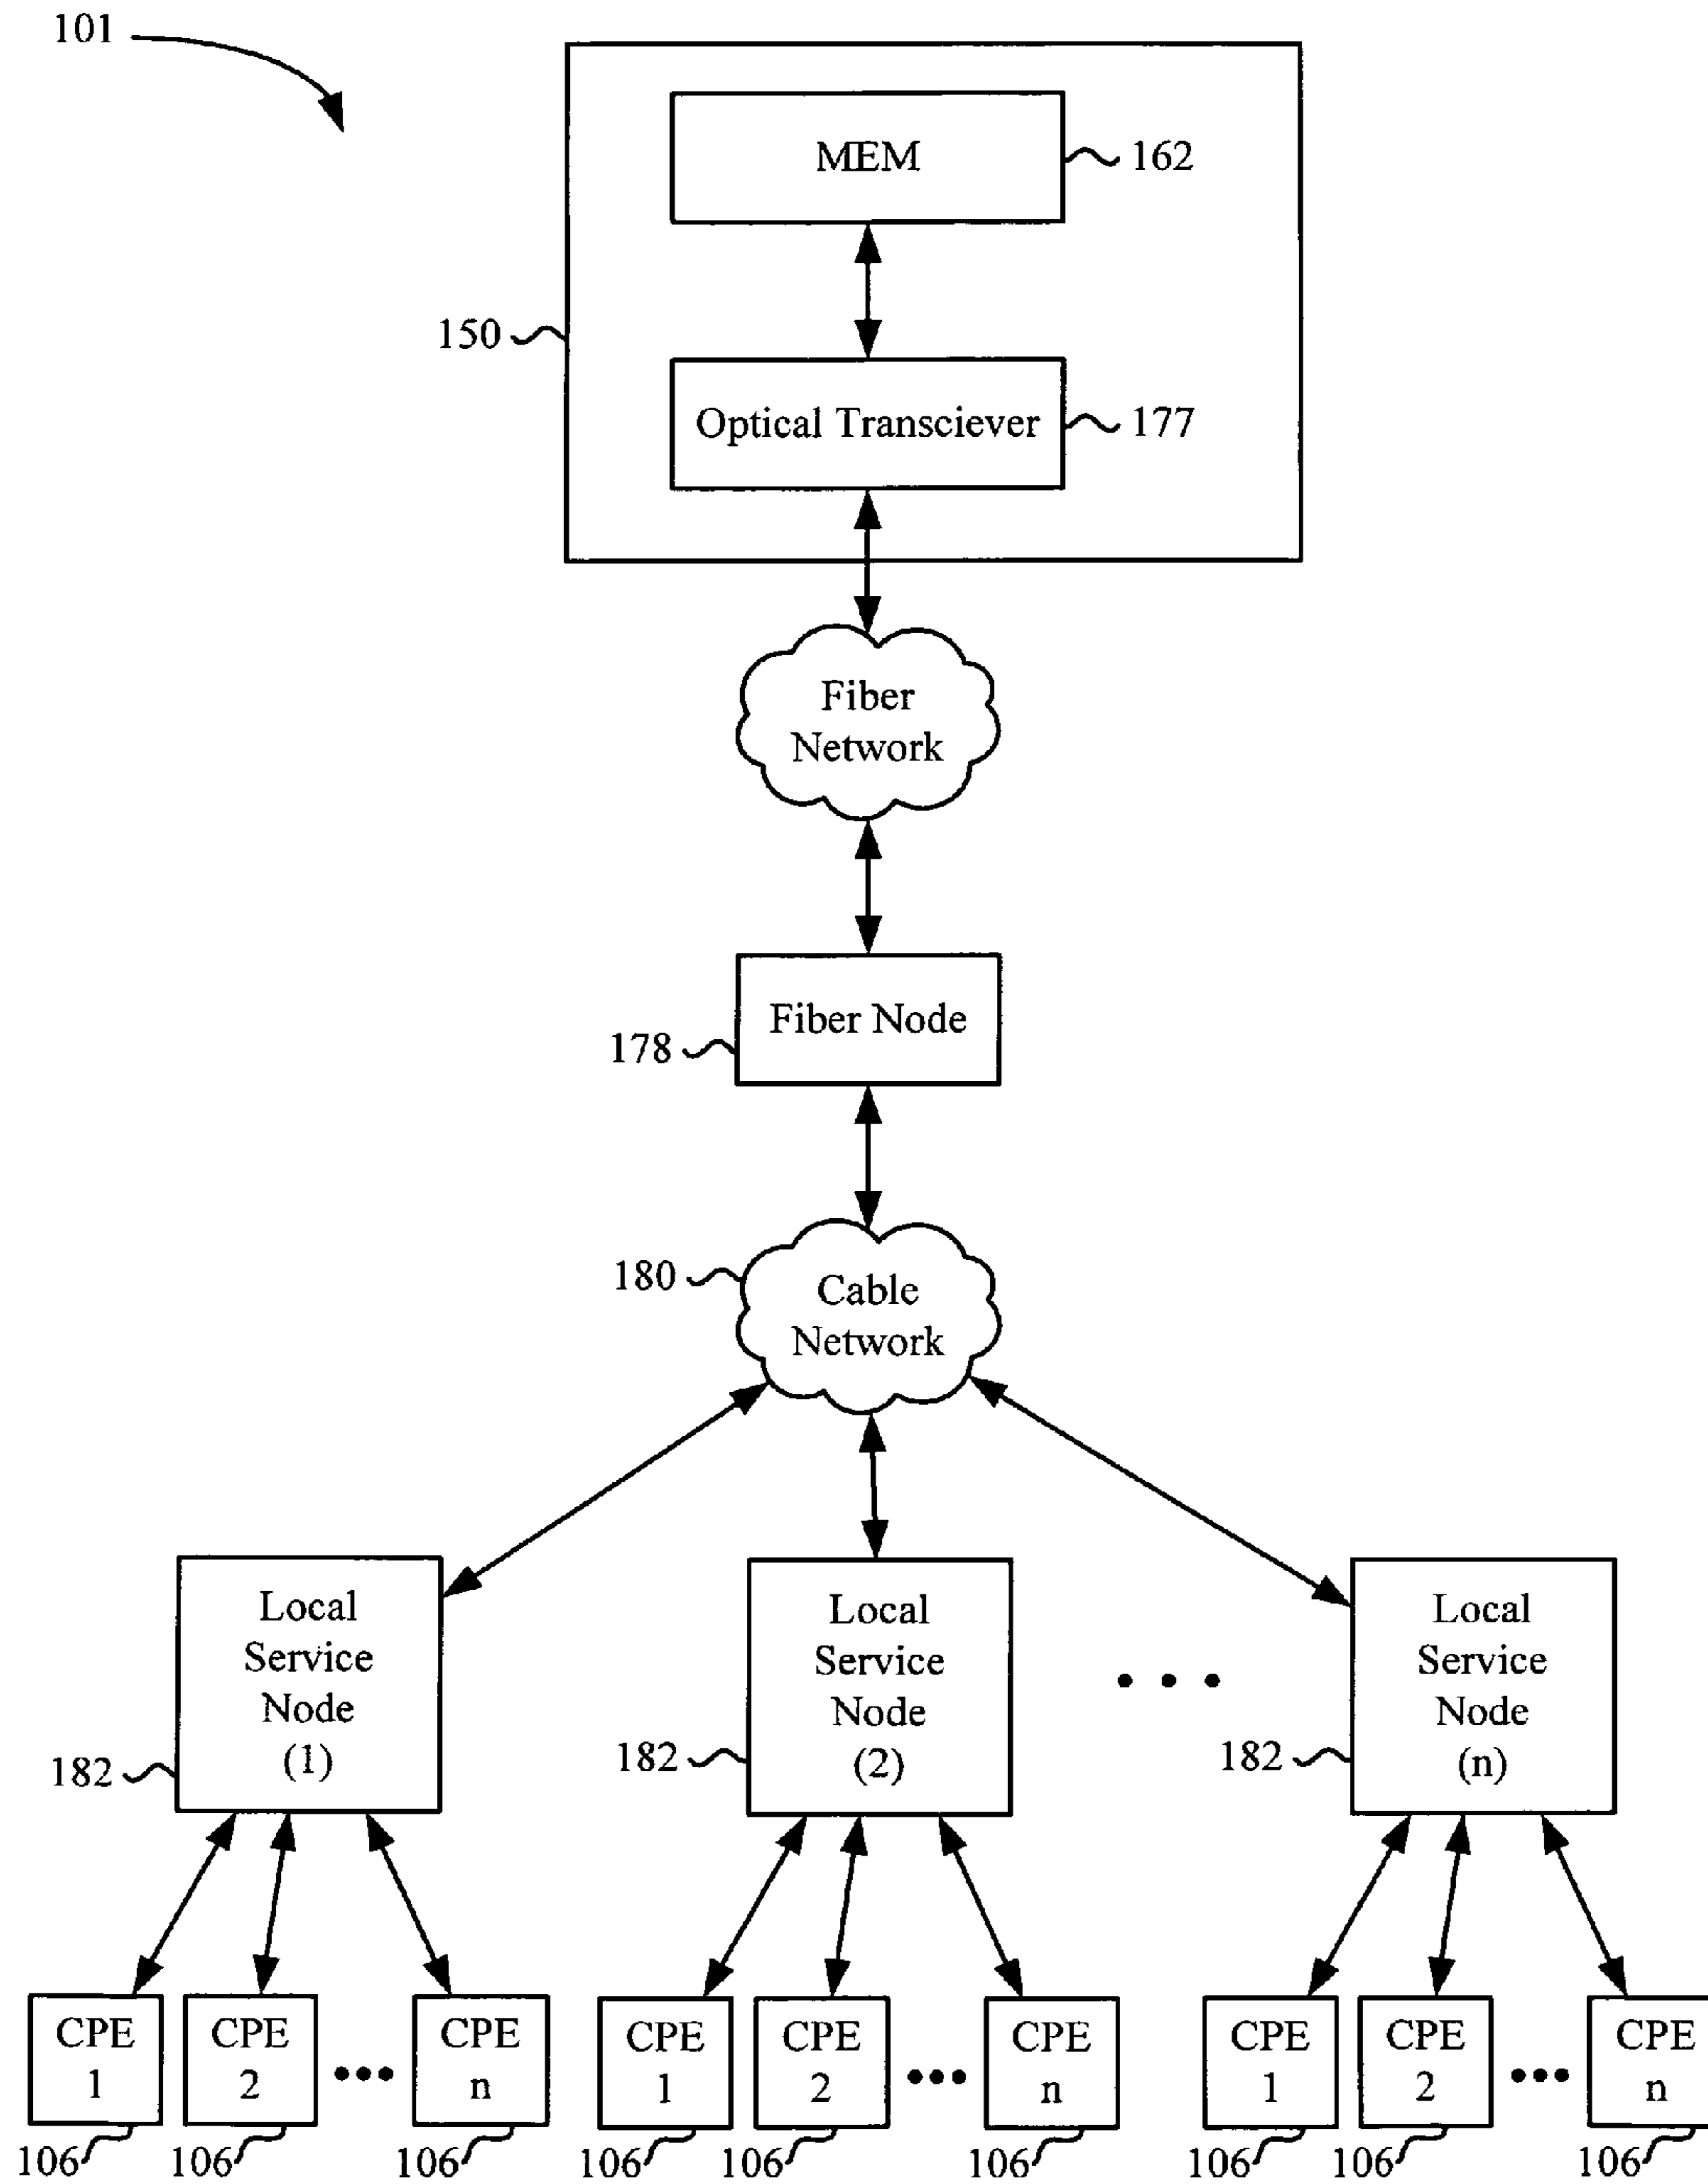 101
MEM
162
150
Optical Transciever
177
Fiber
Network
Fiber Node
178
180
Cable
Network
Local
Service
Node
(1)
182
Local
Service
Node
(2)
182
Local
Service
Node
(n)
182
CPE
1
CPE
2
CPE
n
CPE
1
CPE
2
CPE
n
CPE
1
CPE
2
CPE
n
106
106
106
106
106
106
106
106
106